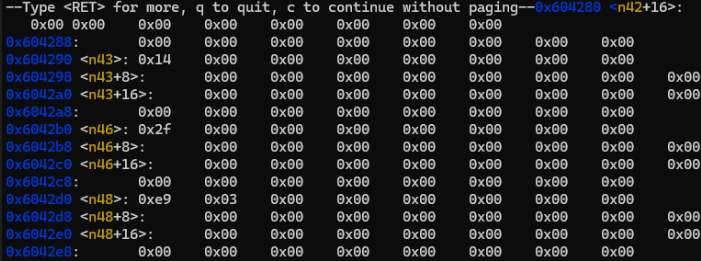 --Type <RET> for more, q to quit, c to continue without paging--0x604280 <n42+16>:
0x00 0x00 0x00 0x00 0x00 0x00 0x00 0x00
0x604288: 0x00 0x00 0x00 0x00 0x00 0x00 0x00 0x00
0x604290 <n43>: 0x14 0x00 0x00 0x00 0x00 0x00 0x00 0x00
0x604298 <n43+8>: 0x00 0x00 0x00 0x00 0x00 0x00 0x00 0x00
0x6042a0 <n43+16>: 0x00 0x00 0x00 0x00 0x00 0x00 0x00 0x00
0x6042a8: 0x00 0x00 0x00 0x00 0x00 0x00 0x00 0x00
0x6042b0 <n46>: 0x2f 0x00 0x00 0x00 0x00 0x00 0x00 0x00
0x6042b8 <n46+8>: 0x00 0x00 0x00 0x00 0x00 0x00 0x00 0x00
0x6042c0 <n46+16>: 0x00 0x00 0x00 0x00 0x00 0x00 0x00 0x00
0x6042c8: 0x00 0x00 0x00 0x00 0x00 0x00 0x00 0x00
0x6042d0 <n48>: 0xe9 0x03 0x00 0x00 0x00 0x00 0x00 0x00
0x6042d8 <n48+8>: 0x00 0x00 0x00 0x00 0x00 0x00 0x00 0x00
0x6042e0 <n48+16>: 0x00 0x00 0x00 0x00 0x00 0x00 0x00 0x00
0x6042e8: 0x00 0x00 0x00 0x00 0x00 0x00 0x00 0x00